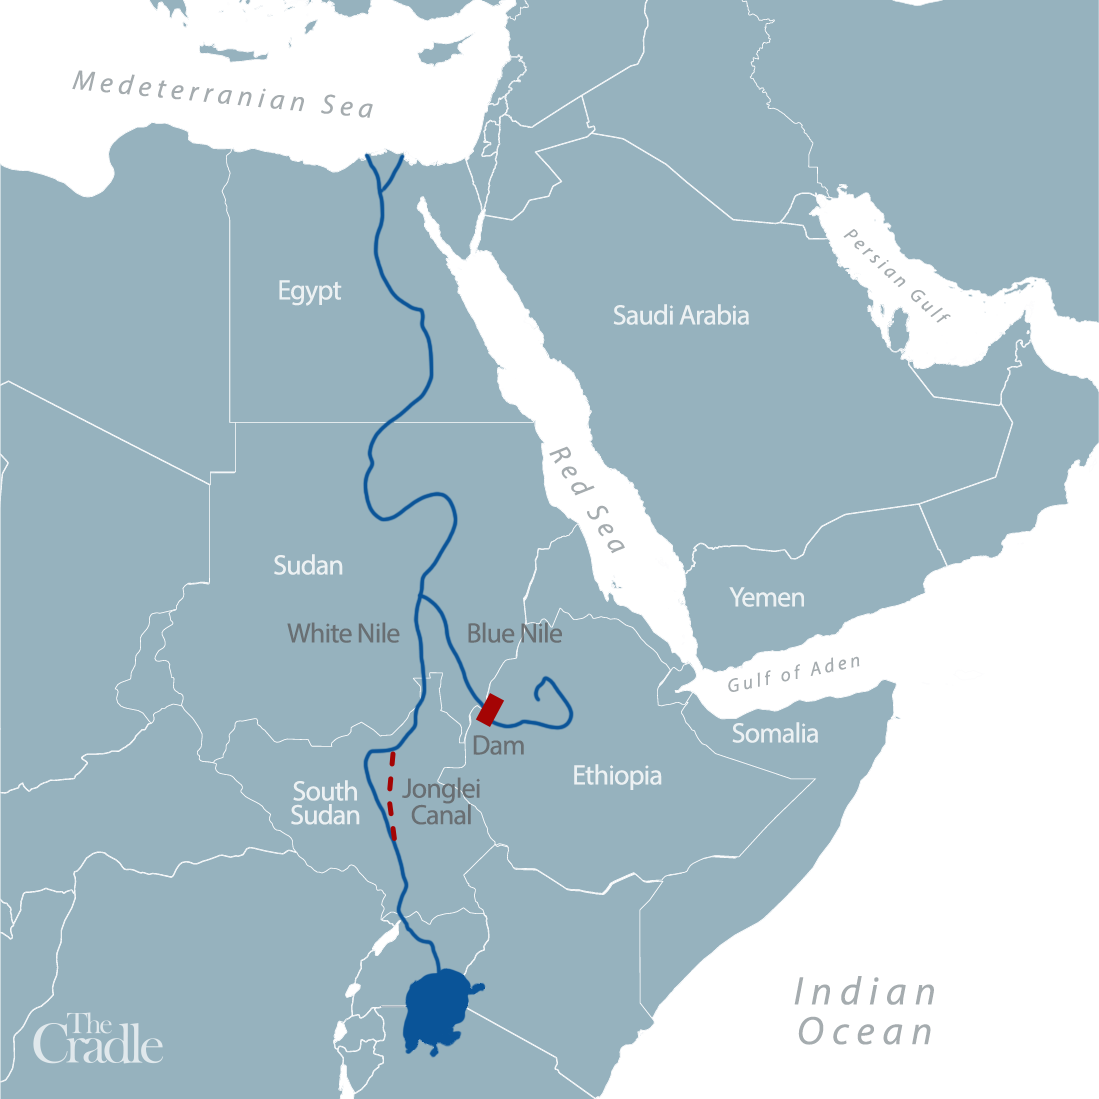 Medeterranian Sea
Persian Gulf
Egypt
Saudi Arabia
Red Sea
Sudan
Yemen
White Nile
Blue Nile
Gulf of Aden
Somalia
Dam
Ethiopia
South
Sudan
Jonglei
Canal
Indian
Ocean
The
Cradle